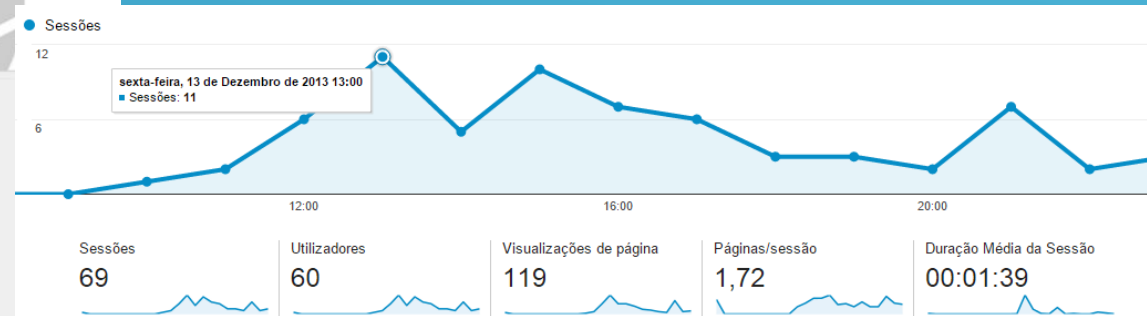 Sessões
12
sexta-feira, 13 de Dezembro de 2013 13:00
Sessões: 11
6
12:00 16:00 20:00
Sessões Utilizadores Visualizações de página Páginas/sessão Duração Média da Sessão
69 60 119 1,72 00:01:39